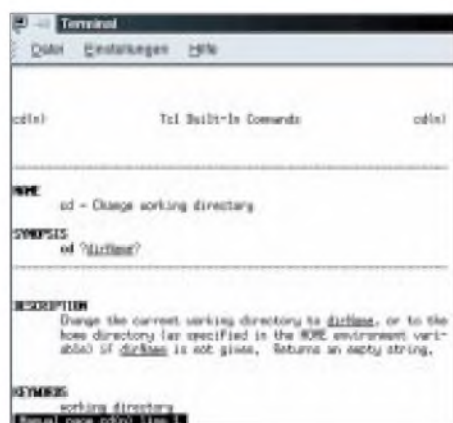 Terminal
Datei Einstellungen Hilfe
cd(n) Tcl Built-In Commands cd(n)
NAME
cd - Change working directory
SYNOPSIS
cd ?dirName?
DESCRIPTION
Change the current working directory to dirName, or to the
home directory (as specified in the HOME environment vari-
able) if dirName is not given. Returns an empty string.
KEYWORDS
working directory
Manual page cd(n) line 1